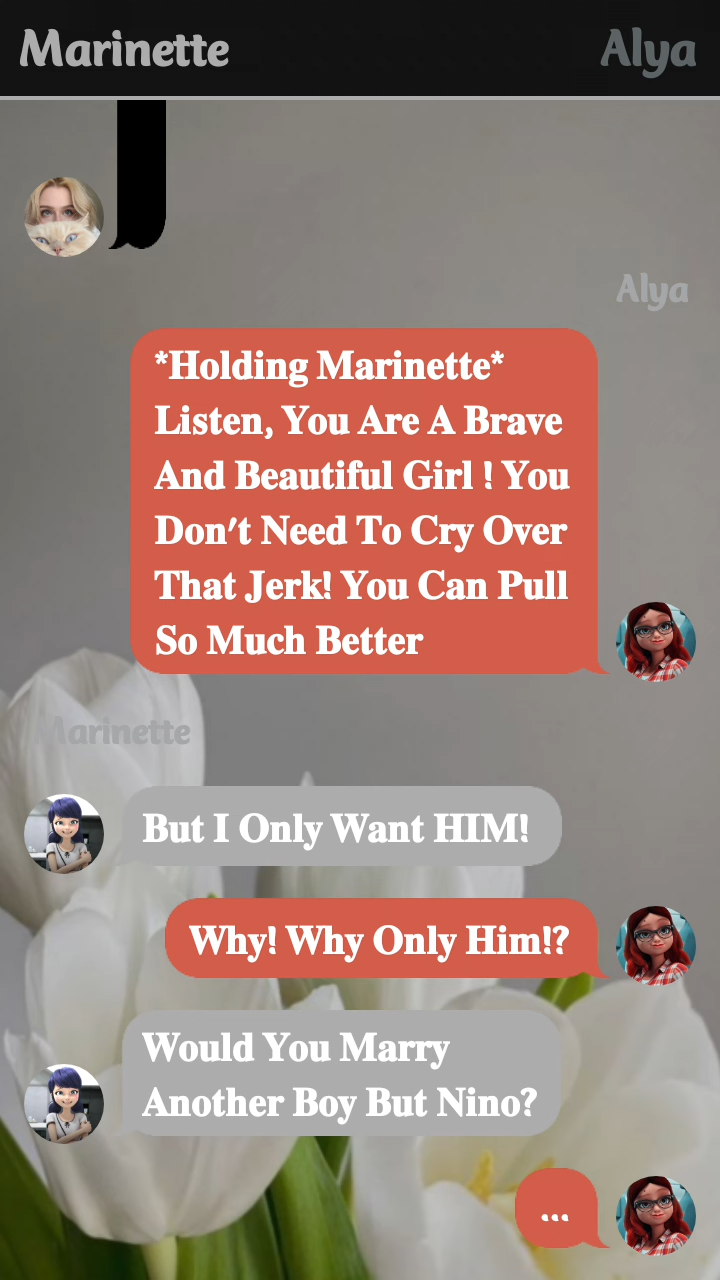 Marinette
Alya
Alya
*Holding Marinette*
Listen, You Are A Brave
And Beautiful Girl ! You
Don't Need To Cry Over
That Jerk! You Can Pull
So Much Better
Marinette
But I Only Want HIM!
Why! Why Only Him!?
Would You Marry
Another Boy But Nino?
...